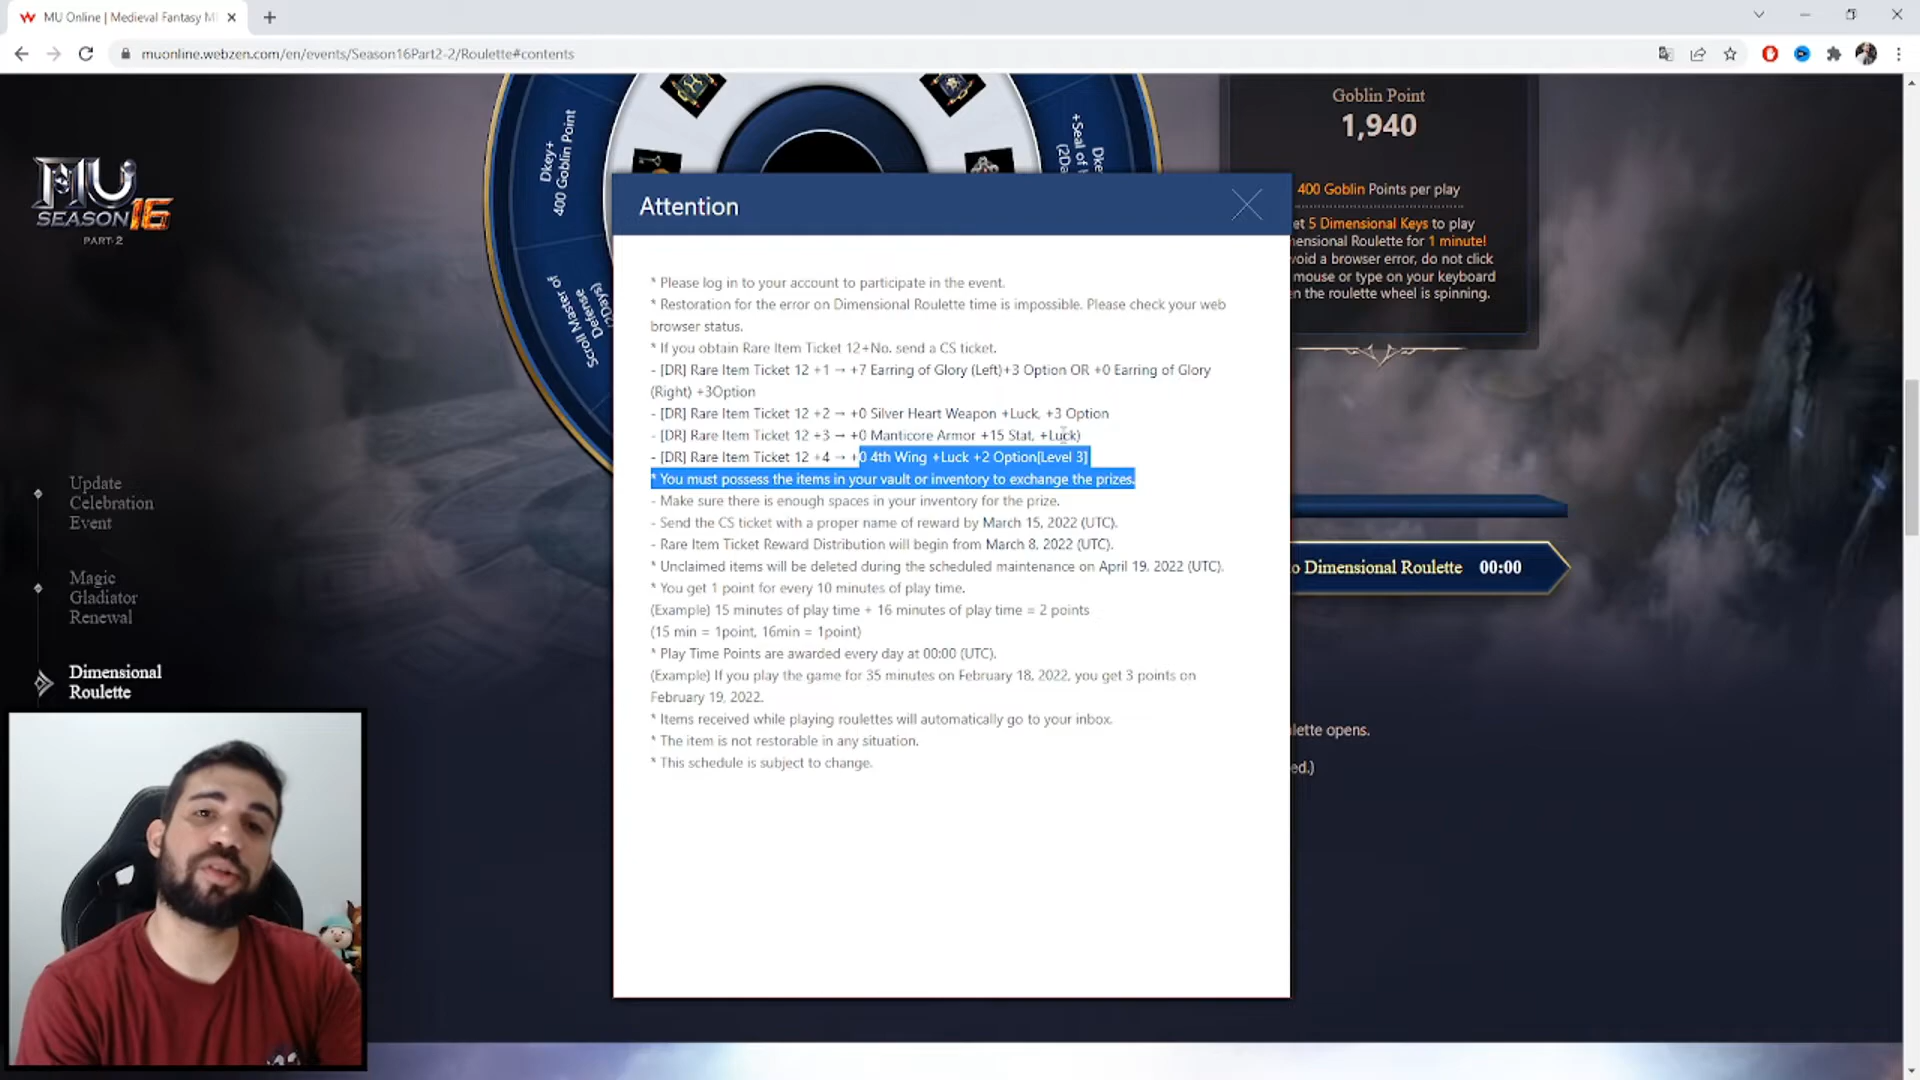 MU Online | Medieval Fantasy M
muonline.webzen.com/en/events/Season16Part2-2/Roulette#contents
MU
SEASON 16
PART-2
Dkey+
400 Goblin Point
Scroll Master of
Defense
(2Days)
+Seal of
(2Da
Goblin Point
1,940
400 Goblin Points per play
et 5 Dimensional Keys to play
mensional Roulette for 1 minute!
void a browser error, do not click
mouse or type on your keyboard
en the roulette wheel is spinning.
Attention
* Please log in to your account to participate in the event.
* Restoration for the error on Dimensional Roulette time is impossible. Please check your web
browser status.
* If you obtain Rare Item Ticket 12+No. send a CS ticket.
- [DR] Rare Item Ticket 12 +1 → +7 Earring of Glory (Left)+3 Option OR +0 Earring of Glory
(Right) +3Option
- [DR] Rare Item Ticket 12 +2 → +0 Silver Heart Weapon +Luck, +3 Option
- [DR] Rare Item Ticket 12 +3 → +0 Manticore Armor +15 Stat, +Luck)
- [DR] Rare Item Ticket 12 +4 → +0 4th Wing +Luck +2 Option[Level 3]
* You must possess the items in your vault or inventory to exchange the prizes.
- Make sure there is enough spaces in your inventory for the prize.
- Send the CS ticket with a proper name of reward by March 15, 2022 (UTC).
- Rare Item Ticket Reward Distribution will begin from March 8, 2022 (UTC).
* Unclaimed items will be deleted during the scheduled maintenance on April 19, 2022 (UTC).
* You get 1 point for every 10 minutes of play time.
(Example) 15 minutes of play time + 16 minutes of play time = 2 points
(15 min = 1point, 16min = 1point)
* Play Time Points are awarded every day at 00:00 (UTC).
(Example) If you play the game for 35 minutes on February 18, 2022, you get 3 points on
February 19, 2022.
* Items received while playing roulettes will automatically go to your inbox.
* The item is not restorable in any situation.
* This schedule is subject to change.
Update
Celebration
Event
Magic
Gladiator
Renewal
Dimensional
Roulette
o Dimensional Roulette 00:00
lette opens.
ed.)